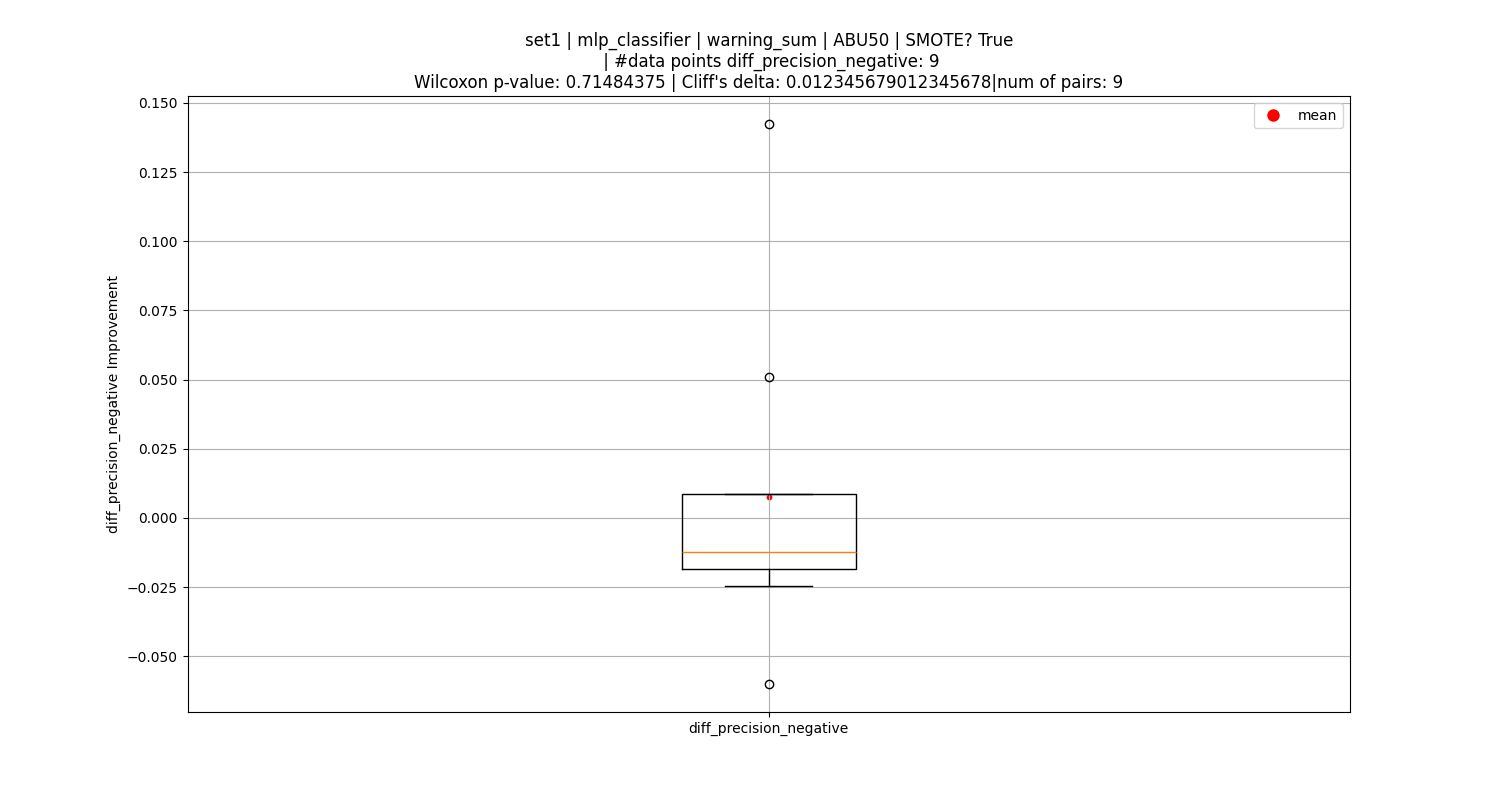 set1 | mlp_classifier | warning_sum | ABU50 | SMOTE? True
| #data points diff_precision_negative: 9
Wilcoxon p-value: 0.71484375 | Cliff's delta: 0.012345679012345678|num of pairs: 9
mean
0.150
0.125
0.100
0.075
0.050
0.025
0.000
−0.025
−0.050
diff_precision_negative Improvement
diff_precision_negative